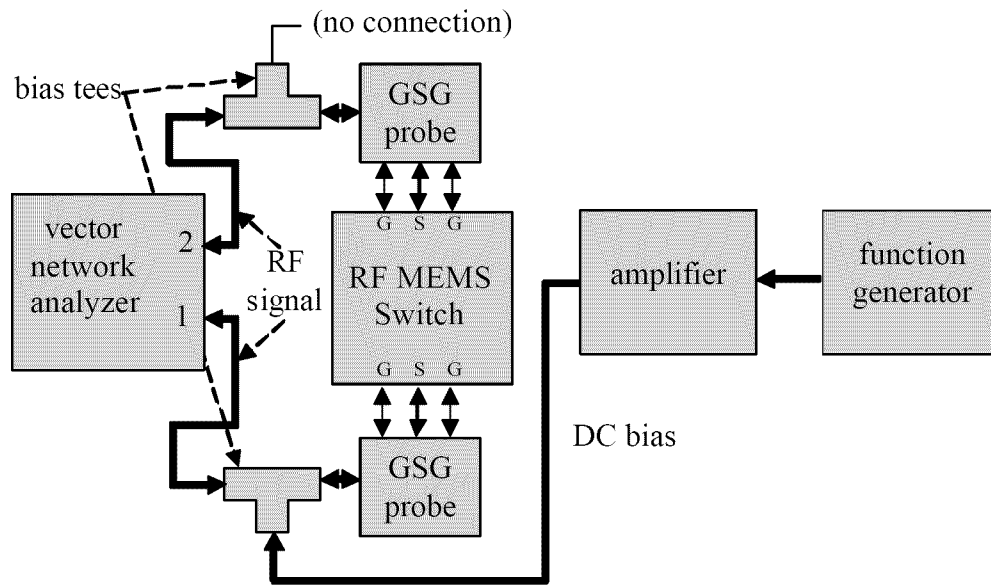 (no connection)
bias tees
GSG
probe
G S G
vector
network
analyzer
2
1
RF
signal
RF MEMS
Switch
G S G
GSG
probe
amplifier
function
generator
DC bias